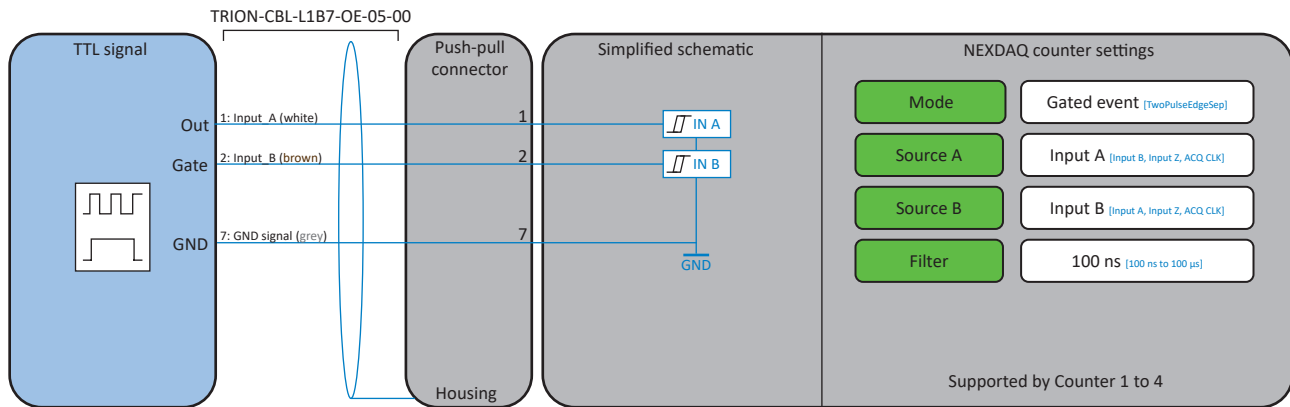 TRION-CBL-L1B7-OE-05-00
TTL signal
Push-pull
connector
Simplified schematic
NEXDAQ counter settings
Out
1: Input_A (white)
1
IN A
Gate
2: Input_B (brown)
2
IN B
GND
7: GND signal (grey)
7
GND
Housing
Mode
Gated event [TwoPulseEdgeSep]
Source A
Input A [Input B, Input Z, ACQ CLK]
Source B
Input B [Input A, Input Z, ACQ CLK]
Filter
100 ns [100 ns to 100 µs]
Supported by Counter 1 to 4